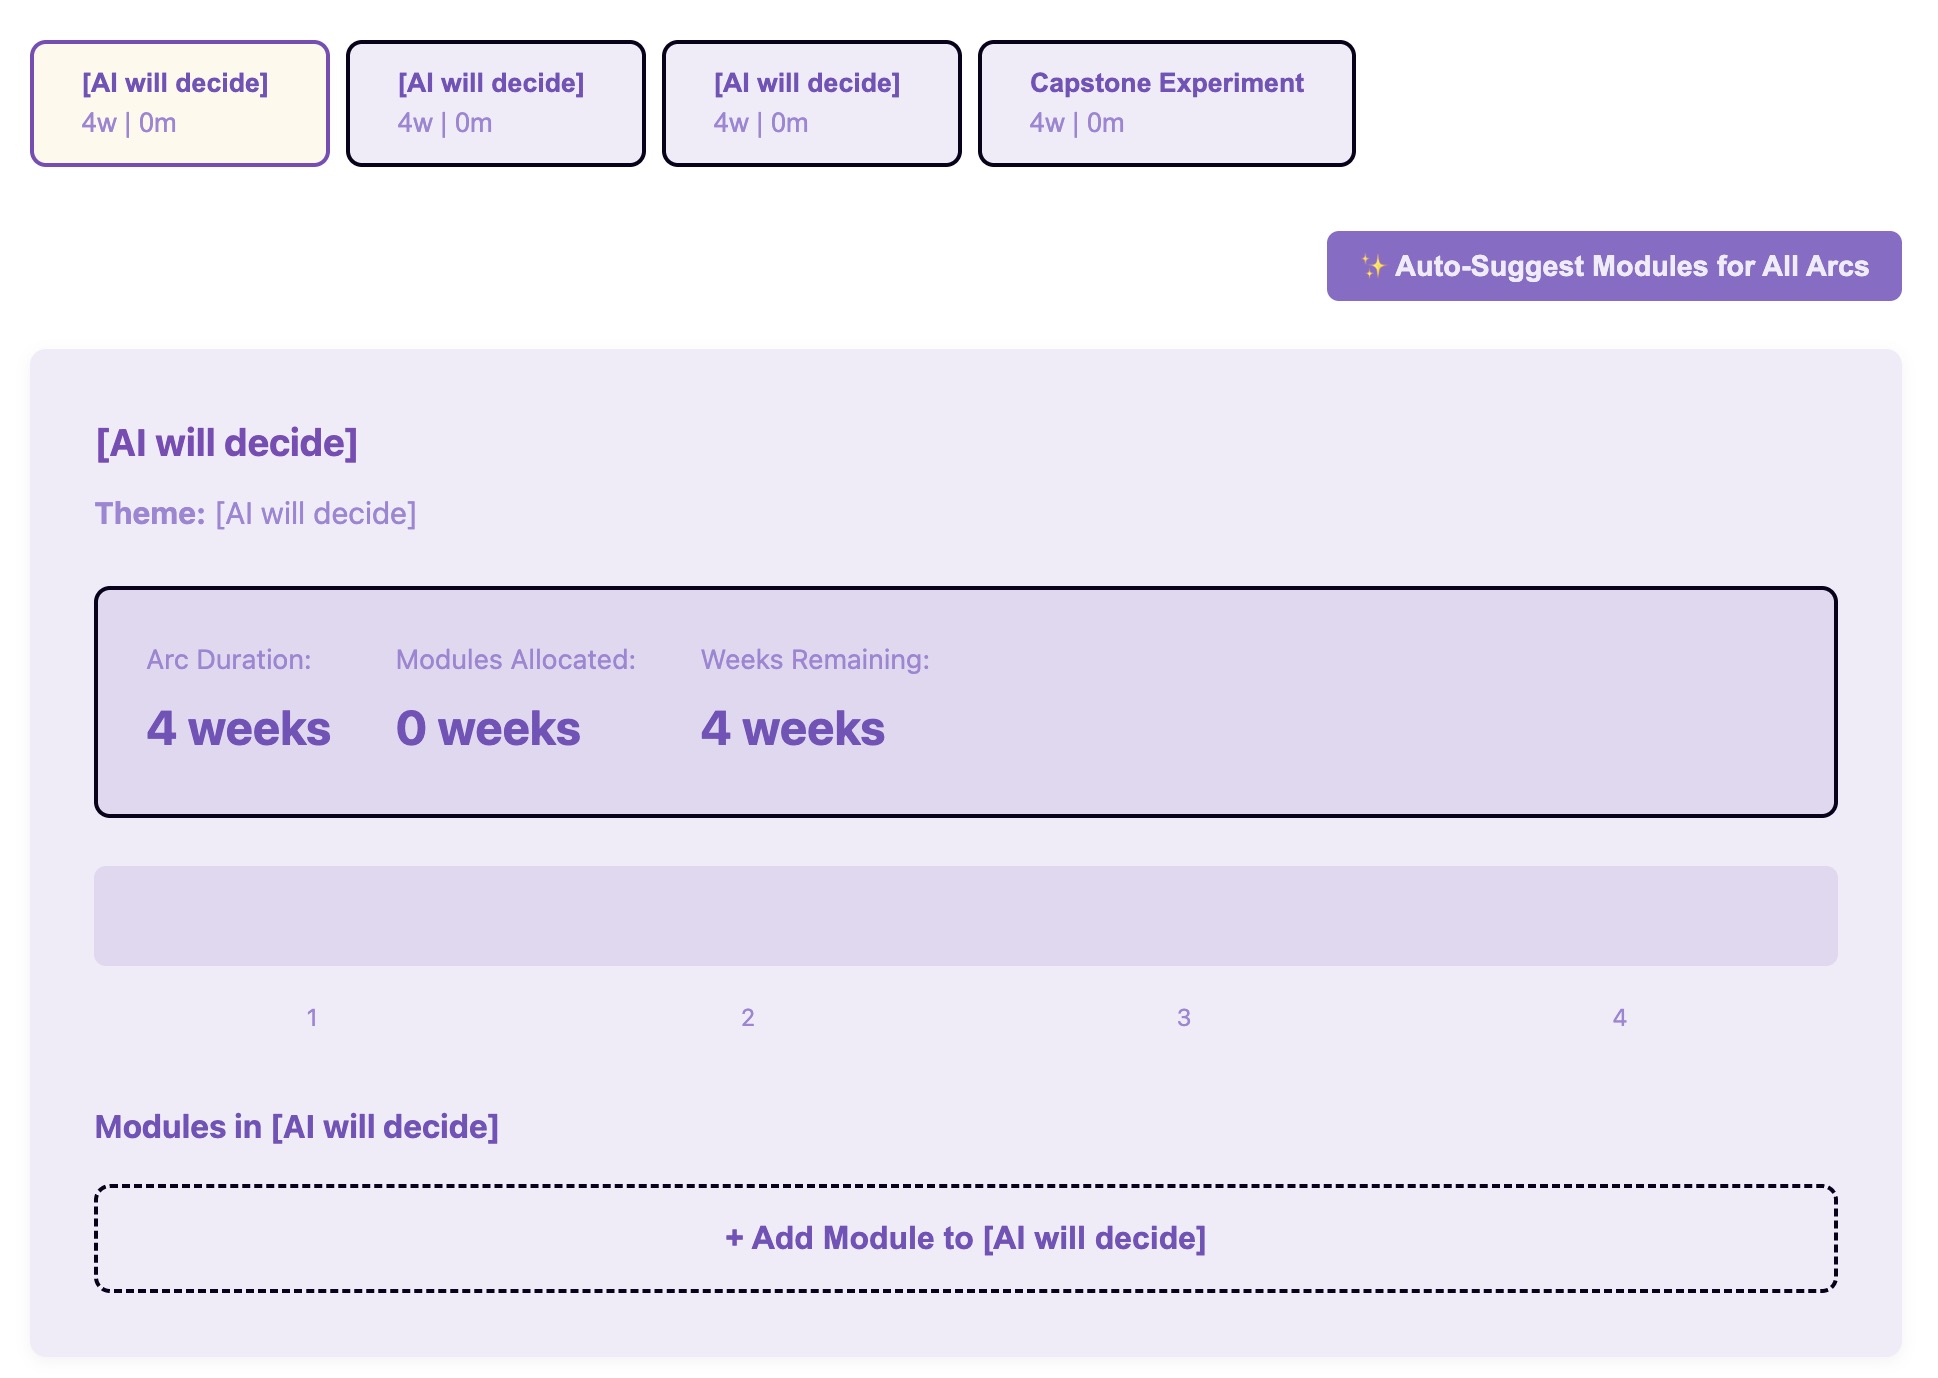 [AI will decide]
4w | 0m
[AI will decide]
4w | 0m
[AI will decide]
4w | 0m
Capstone Experiment
4w | 0m
✨ Auto-Suggest Modules for All Arcs
[AI will decide]
Theme: [AI will decide]
Arc Duration:
4 weeks
Modules Allocated:
0 weeks
Weeks Remaining:
4 weeks
1 2 3 4
Modules in [AI will decide]
+ Add Module to [AI will decide]